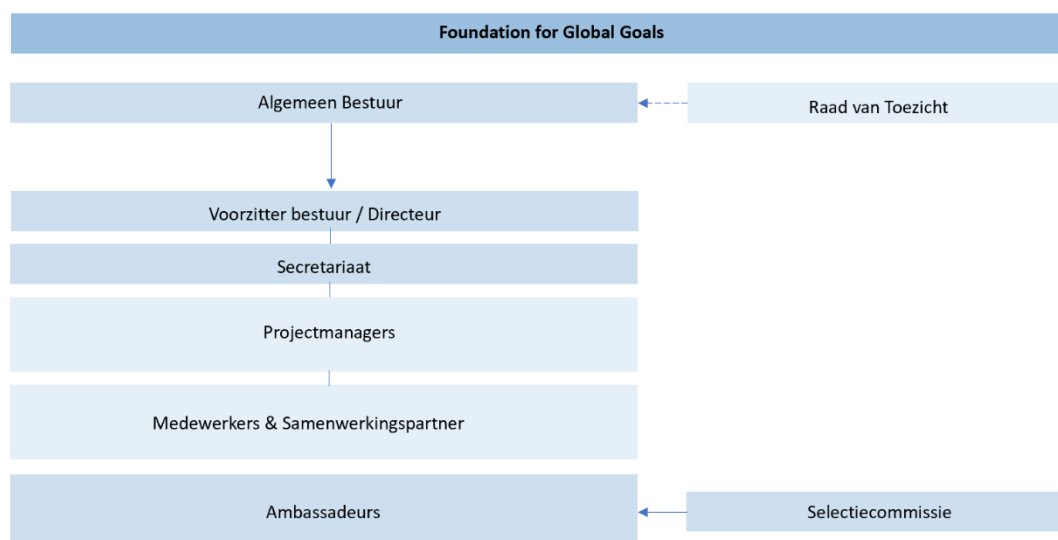 Foundation for Global Goals
Algemeen Bestuur
Raad van Toezicht
Voorzitter bestuur / Directeur
Secretariaat
Projectmanagers
Medewerkers & Samenwerkingspartner
Ambassadeurs
Selectiecommissie